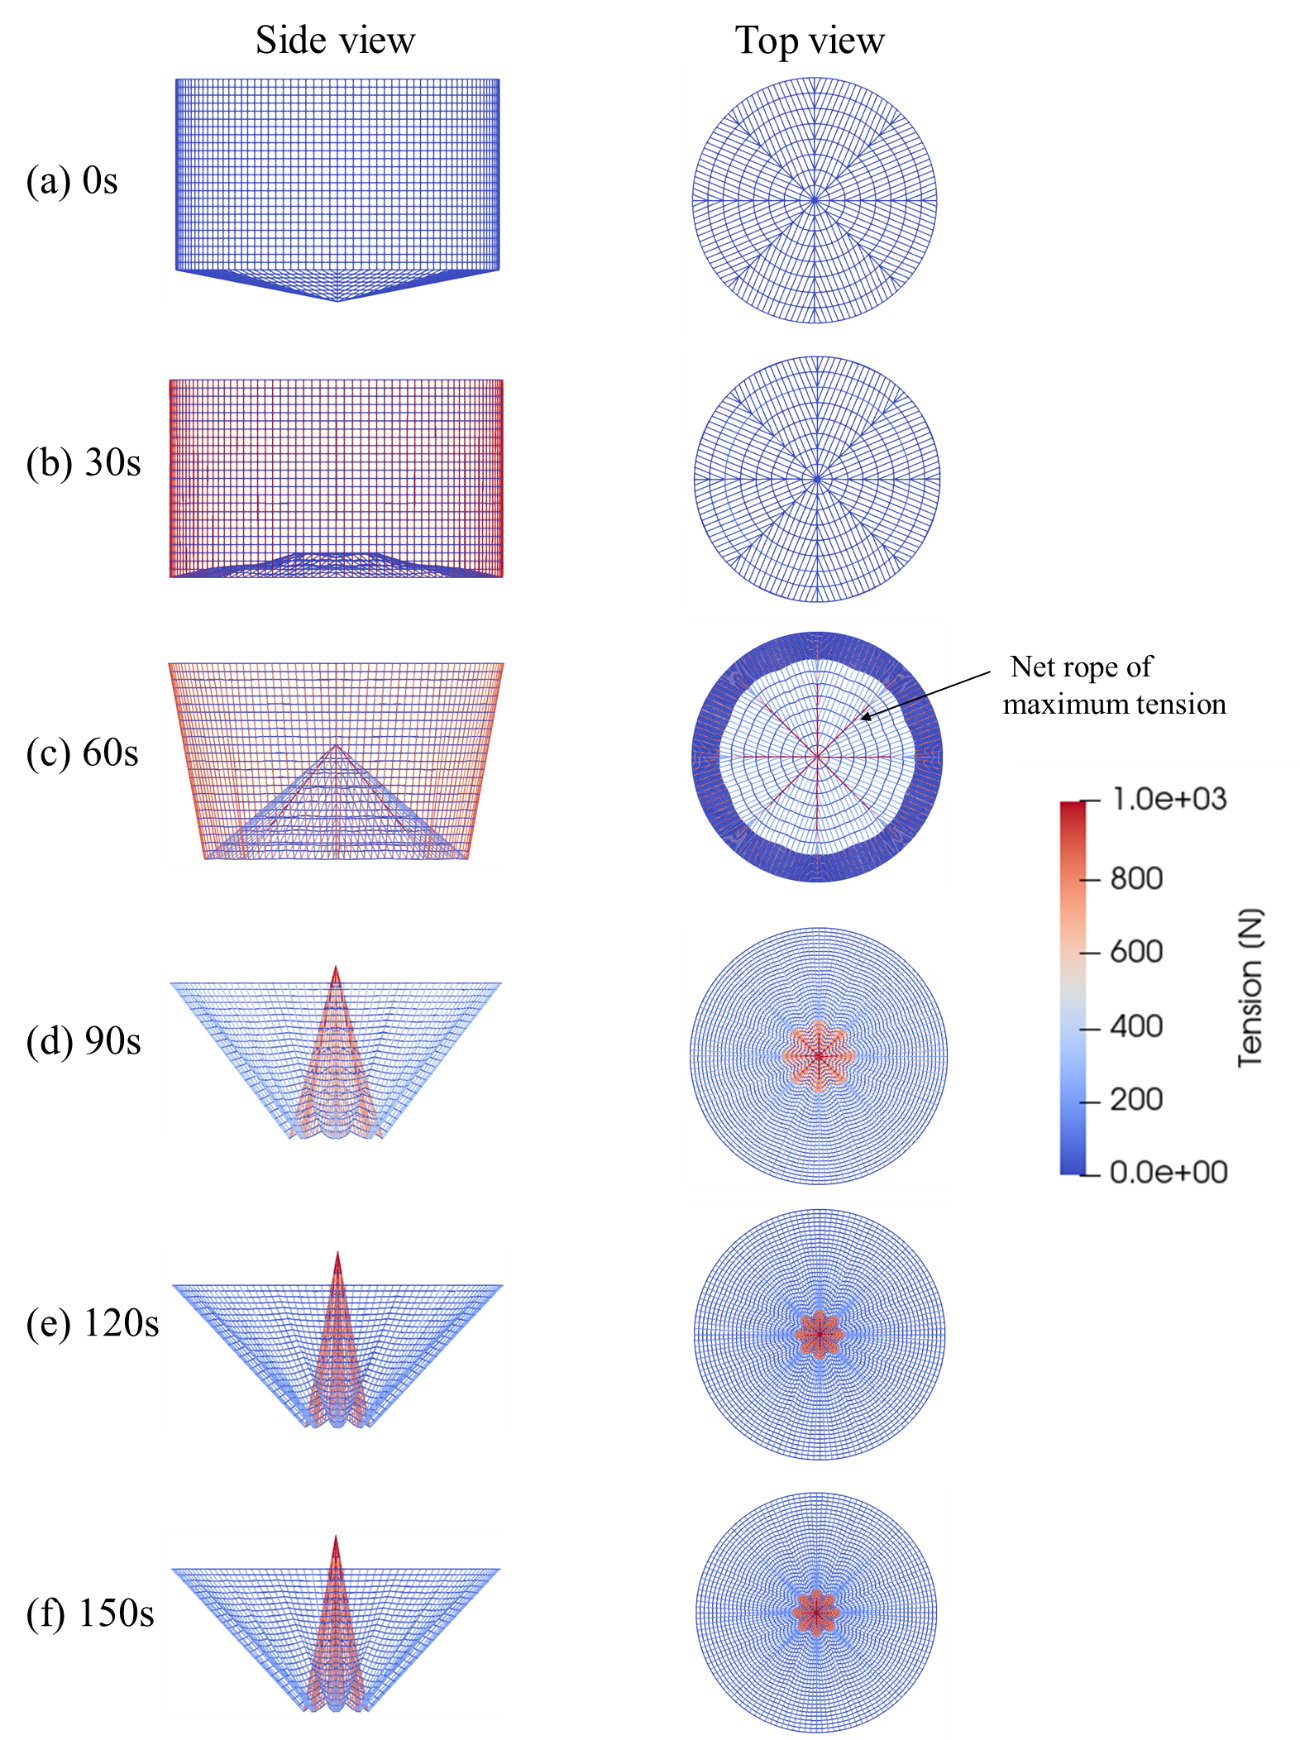 Side view
Top view
(a) 0s
(b) 30s
(c) 60s
Net rope of
maximum tension
1.0e+03
800
600
400
200
0.0e+00
Tension (N)
(d) 90s
(e) 120s
(f) 150s